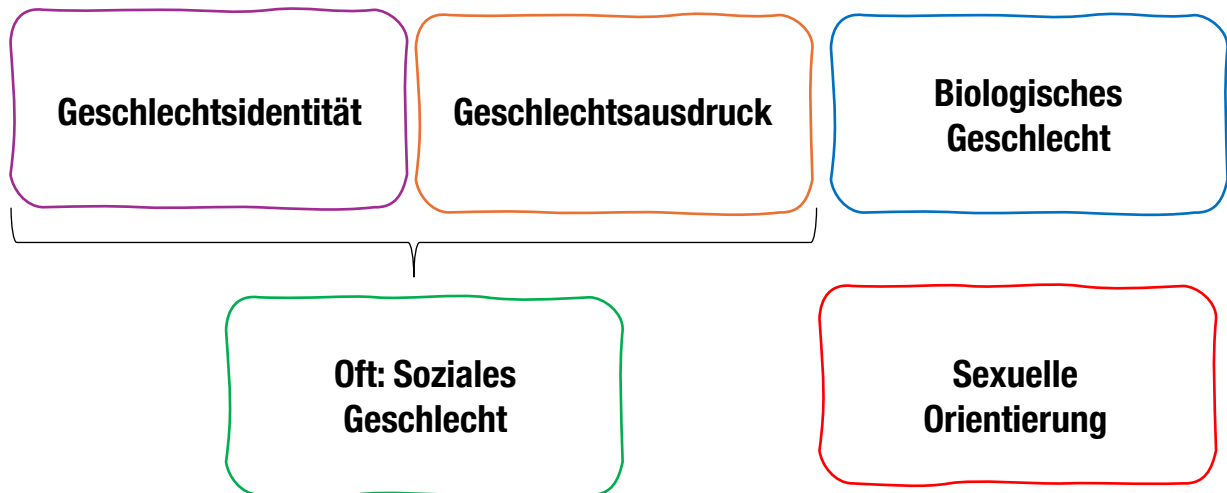 Geschlechtsidentität
Geschlechtsausdruck
Biologisches
Geschlecht
Oft: Soziales
Geschlecht
Sexuelle
Orientierung